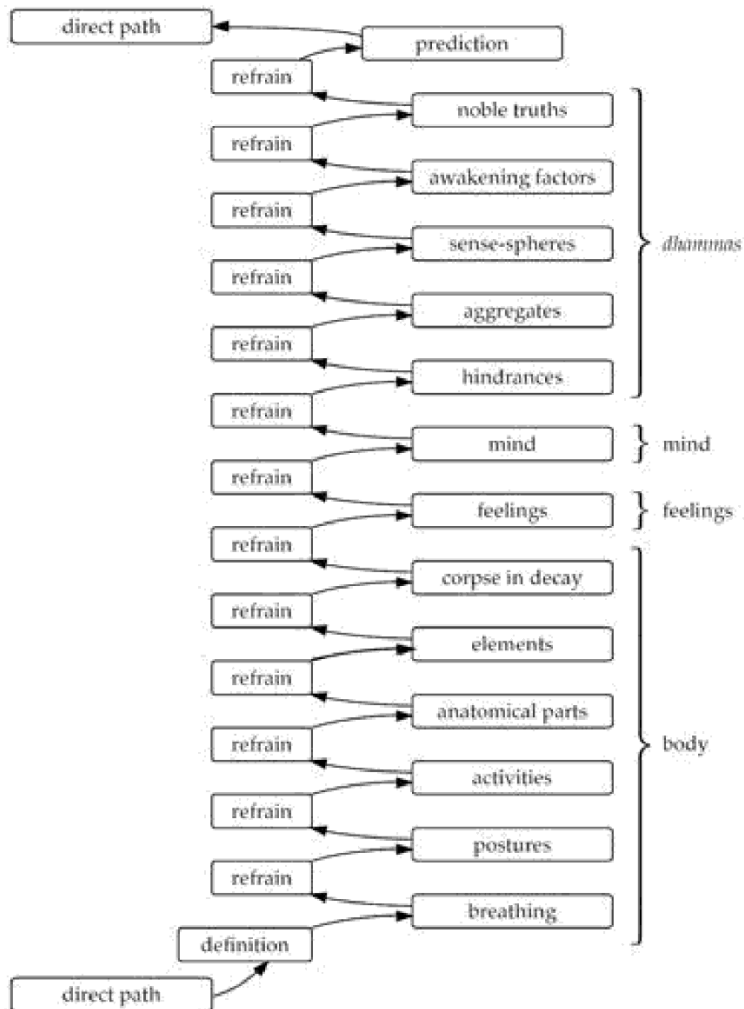 direct path
prediction
refrain
noble truths
refrain
awakening factors
refrain
sense-spheres
dhammas
refrain
aggregates
refrain
hindrances
refrain
mind
mind
refrain
feelings
feelings
refrain
corpse in decay
refrain
elements
refrain
anatomical parts
refrain
body
activities
refrain
postures
refrain
breathing
definition
direct path